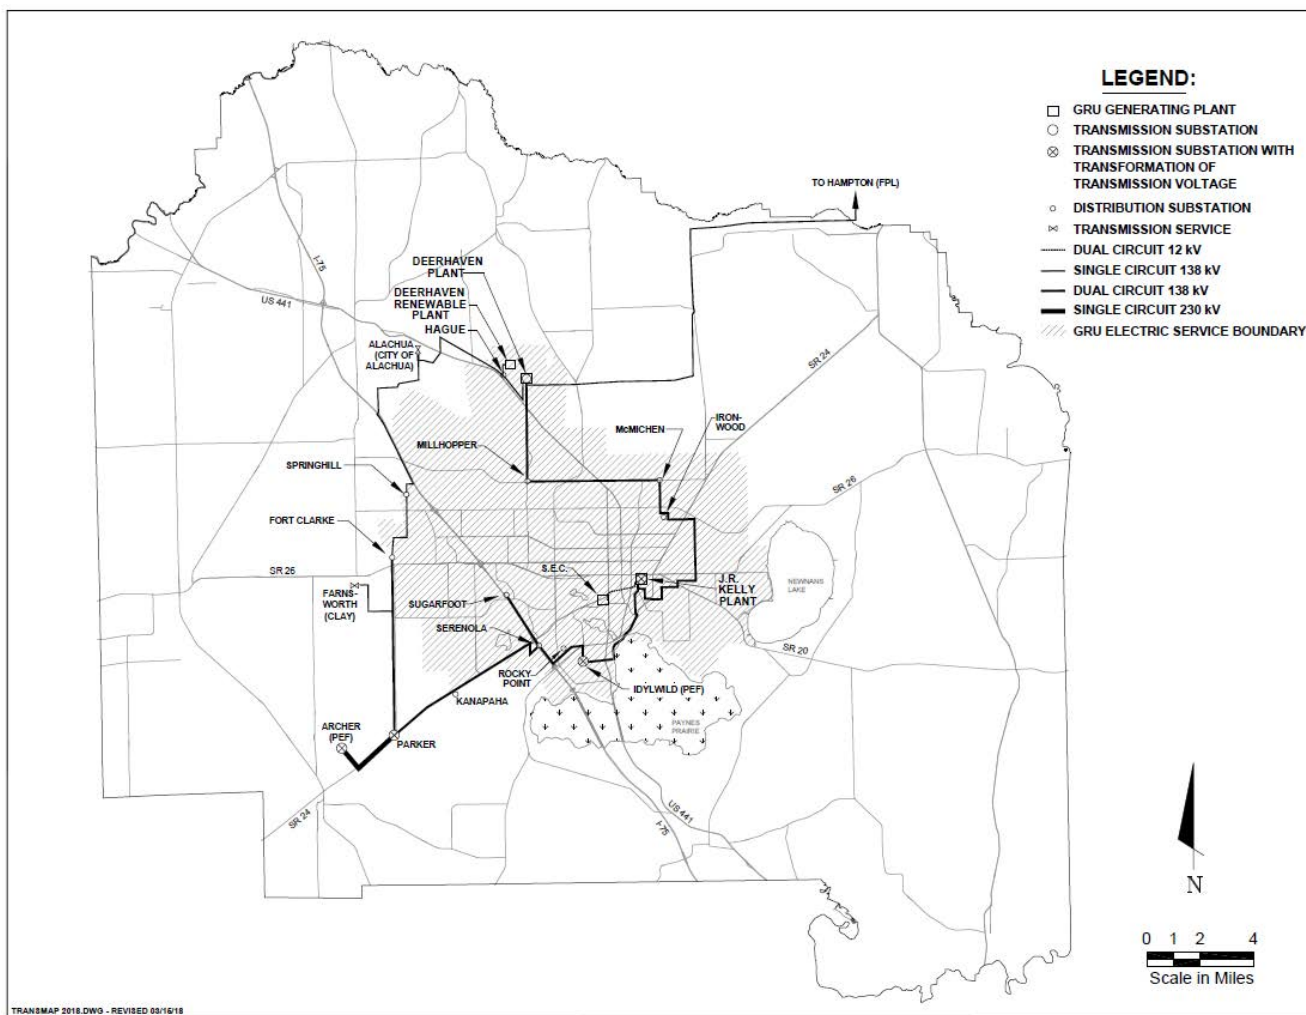 LEGEND:
GRU GENERATING PLANT
TRANSMISSION SUBSTATION
TRANSMISSION SUBSTATION WITH
TRANSFORMATION OF
TRANSMISSION VOLTAGE
DISTRIBUTION SUBSTATION
TRANSMISSION SERVICE
DUAL CIRCUIT 12 kV
SINGLE CIRCUIT 138 kV
DUAL CIRCUIT 138 kV
SINGLE CIRCUIT 230 kV
GRU ELECTRIC SERVICE BOUNDARY
TO HAMPTON (FPL)
I-75
US 441
DEERHAVEN
PLANT
DEERHAVEN
RENEWABLE
PLANT
HAGUE
ALACHUA
(CITY OF
ALACHUA)
SR 24
IRON-
WOOD
McMICHEN
MILLHOPPER
SPRINGHILL
SR 26
FORT CLARKE
SR 26
S.E.C.
J.R.
KELLY
PLANT
NEWNANS
LAKE
FARNS-
WORTH
(CLAY)
SUGARFOOT
SERENOLA
SR 20
ROCKY
POINT
IDYLWILD (PEF)
KANAPAHA
PAYNES
PRAIRIE
ARCHER
(PEF)
PARKER
SR 24
US 441
I-75
N
0 1 2 4
Scale in Miles
TRANSMAP 2018.DWG - REVISED 03/15/18